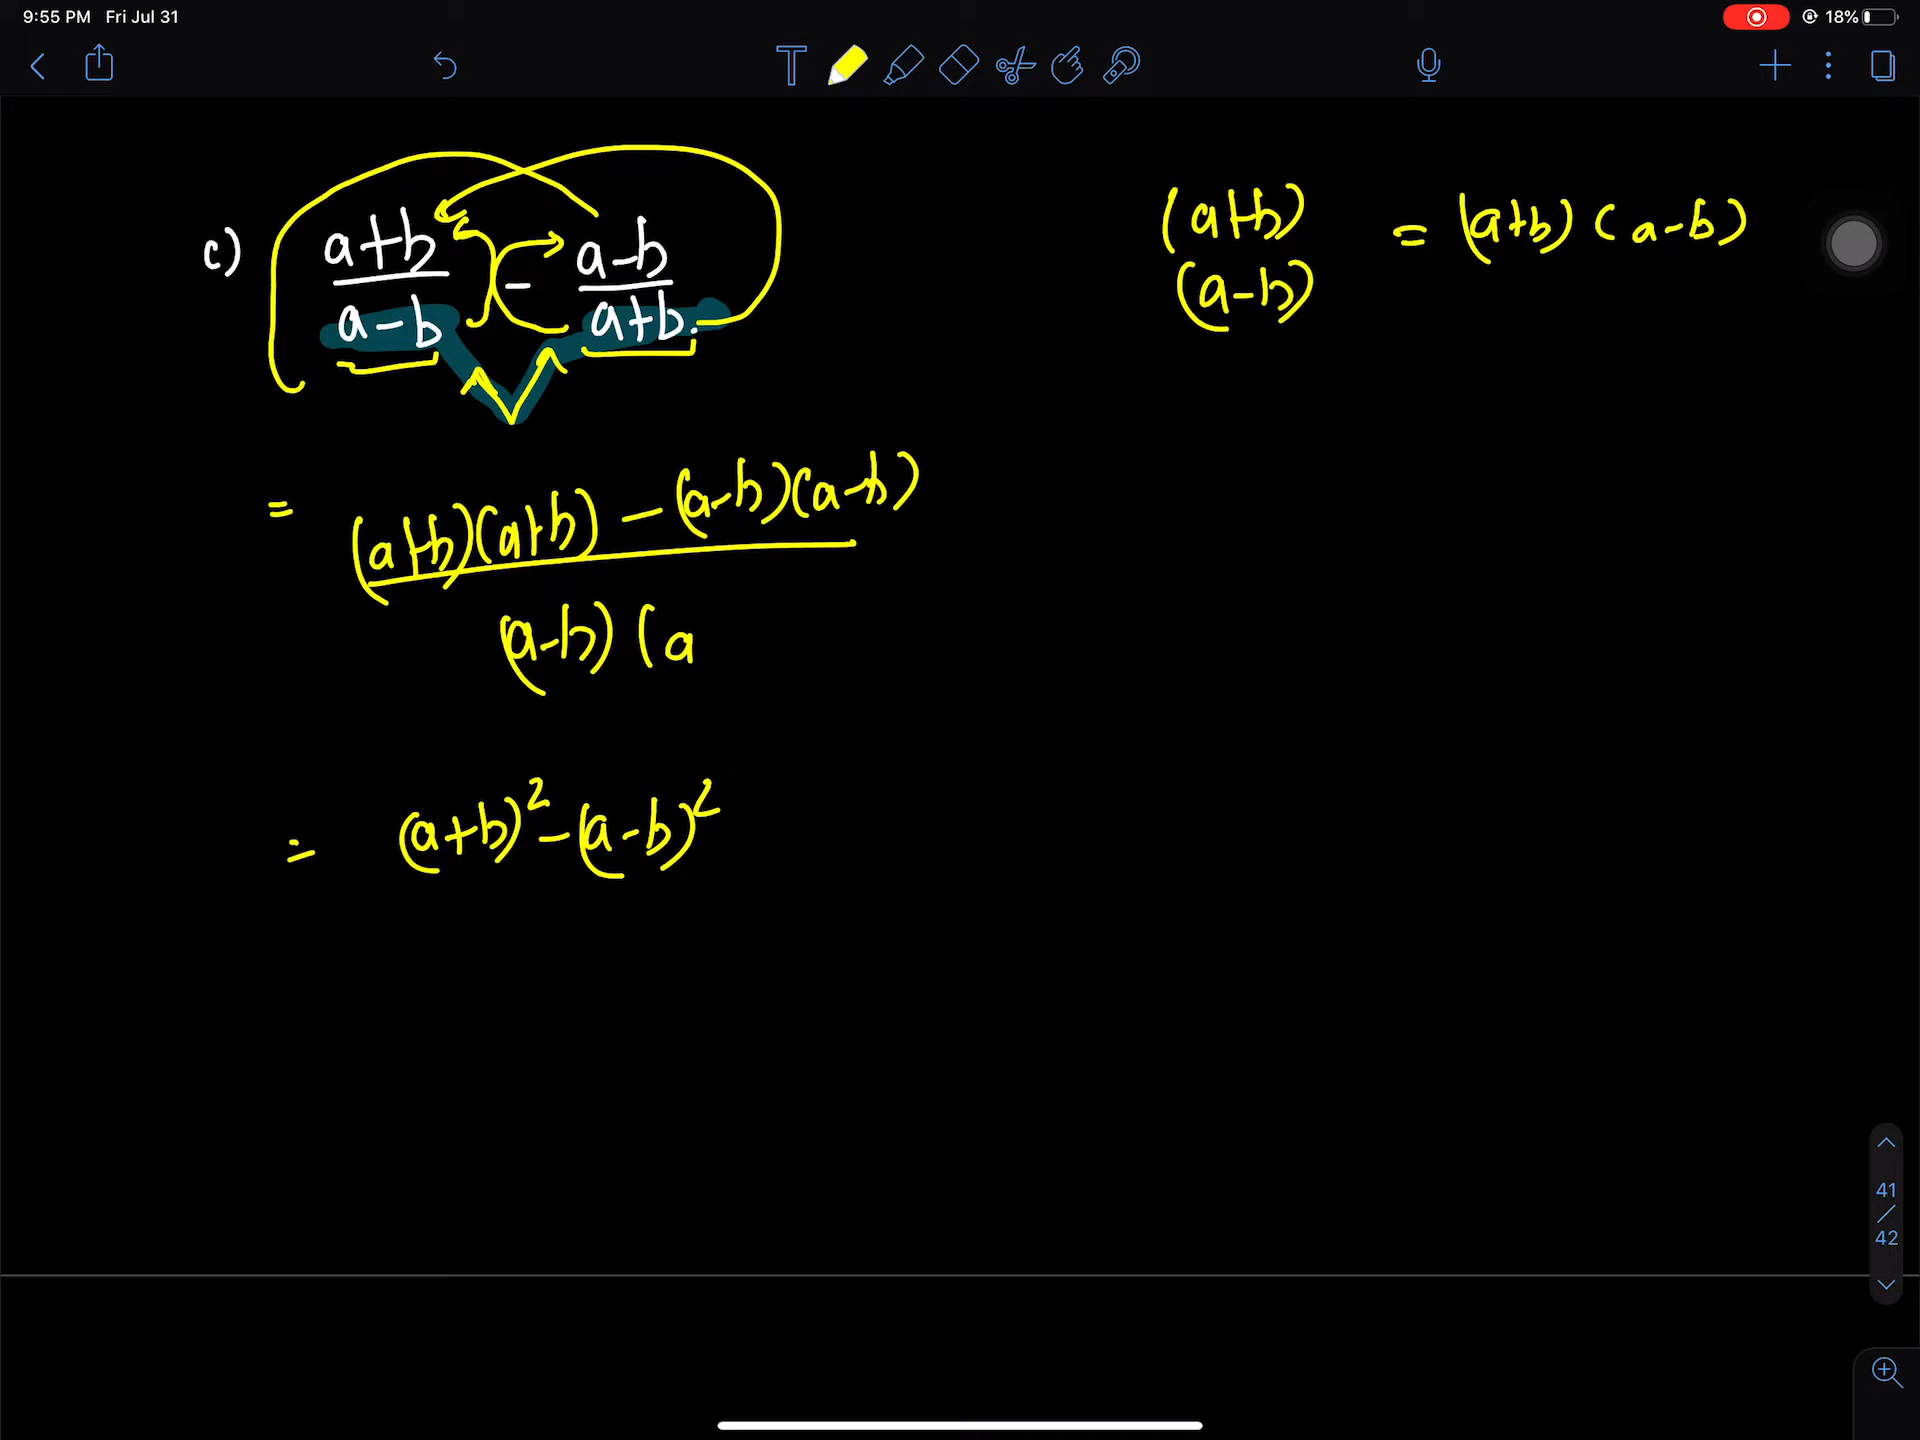 9:55 PM Fri Jul 31
18%
T
c) a+b/a-b - a-b/a+b.
(a+b) = (a+b) (a-b)
(a-b)
= (a+b)(a+b) - (a-b)(a-b)
(a-b) (a
= (a+b)² - (a-b)²
41
/
42